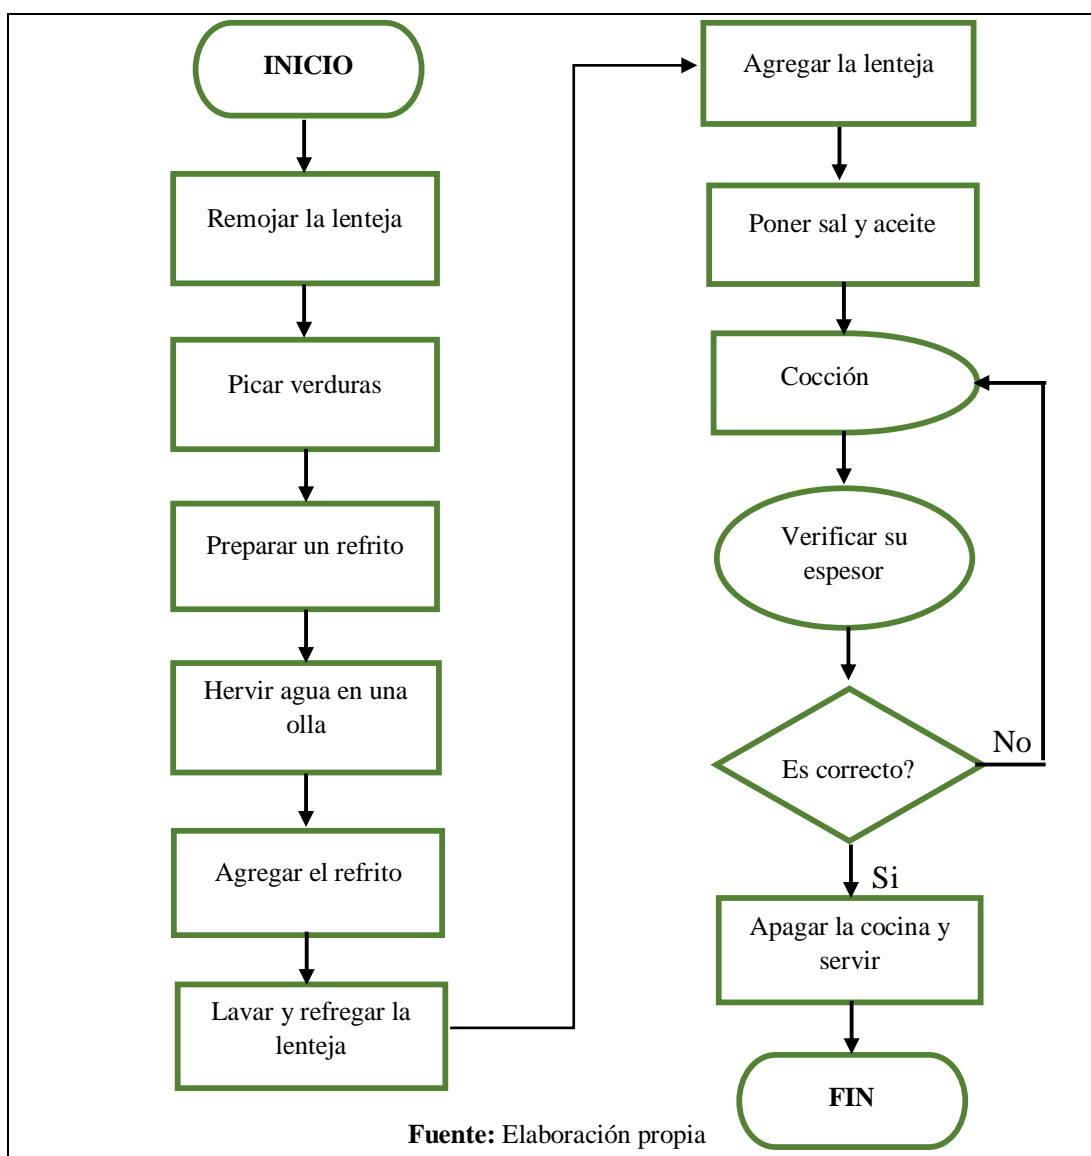 INICIO
Remojar la lenteja
Picar verduras
Preparar un refrito
Hervir agua en una
olla
Agregar el refrito
Lavar y refregar la
lenteja
Agregar la lenteja
Poner sal y aceite
Cocción
Verificar su
espesor
Es correcto?
No
Si
Apagar la cocina y
servir
FIN
Fuente: Elaboración propia